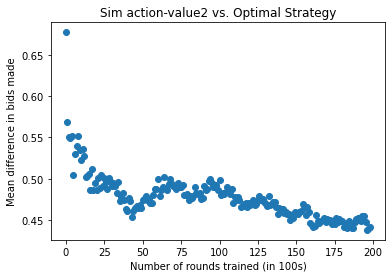 Sim action-value2 vs. Optimal Strategy
Mean difference in bids made
0.65
0.60
0.55
0.50
0.45
0 25 50 75 100 125 150 175 200
Number of rounds trained (in 100s)